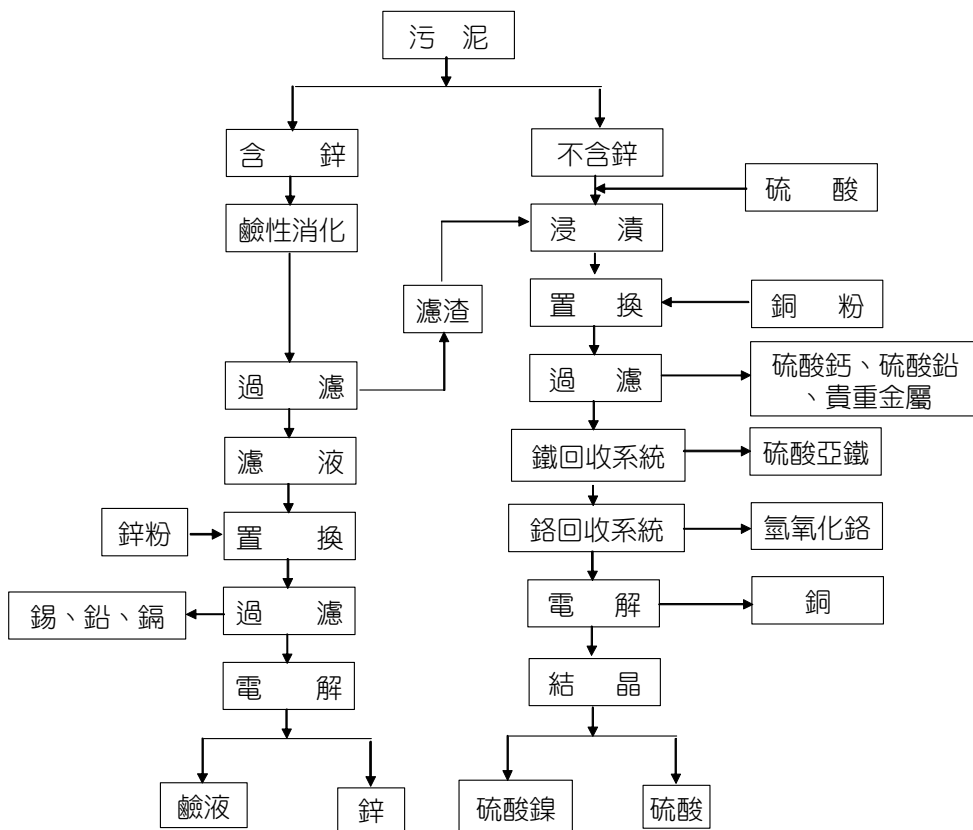 污 泥
含 鋅
不含鋅
硫 酸
鹼性消化
浸 漬
濾渣
置 換
銅 粉
過 濾
過 濾
硫酸鈣、硫酸鉛
、貴重金屬
濾 液
鐵回收系統
硫酸亞鐵
鋅粉
置 換
鉻回收系統
氫氧化鉻
錫、鉛、鎘
過 濾
電 解
銅
電 解
結 晶
鹼液
鋅
硫酸鎳
硫酸